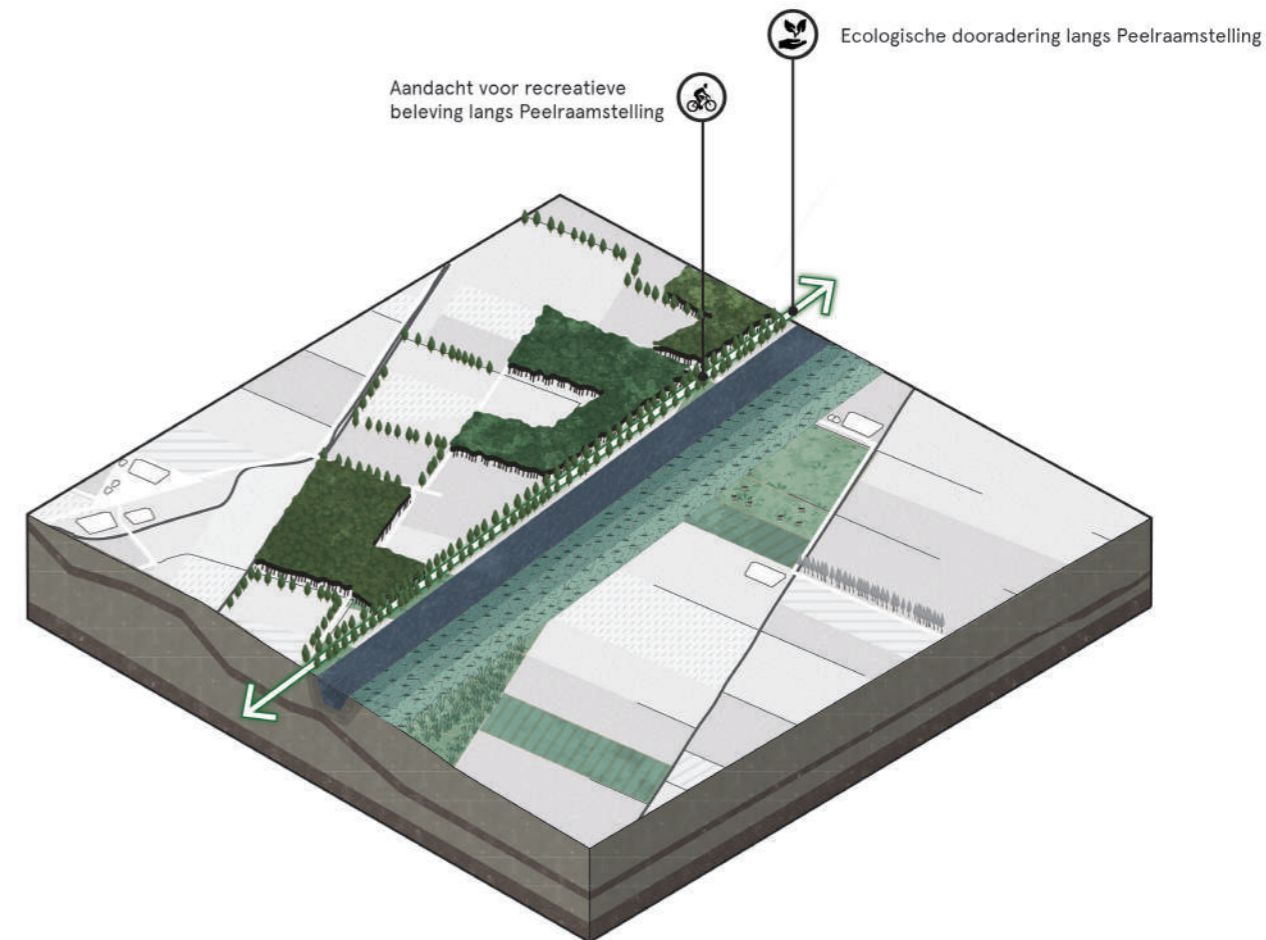 Ecologische dooradering langs Peelraamstelling
Aandacht voor recreatieve
beleving langs Peelraamstelling